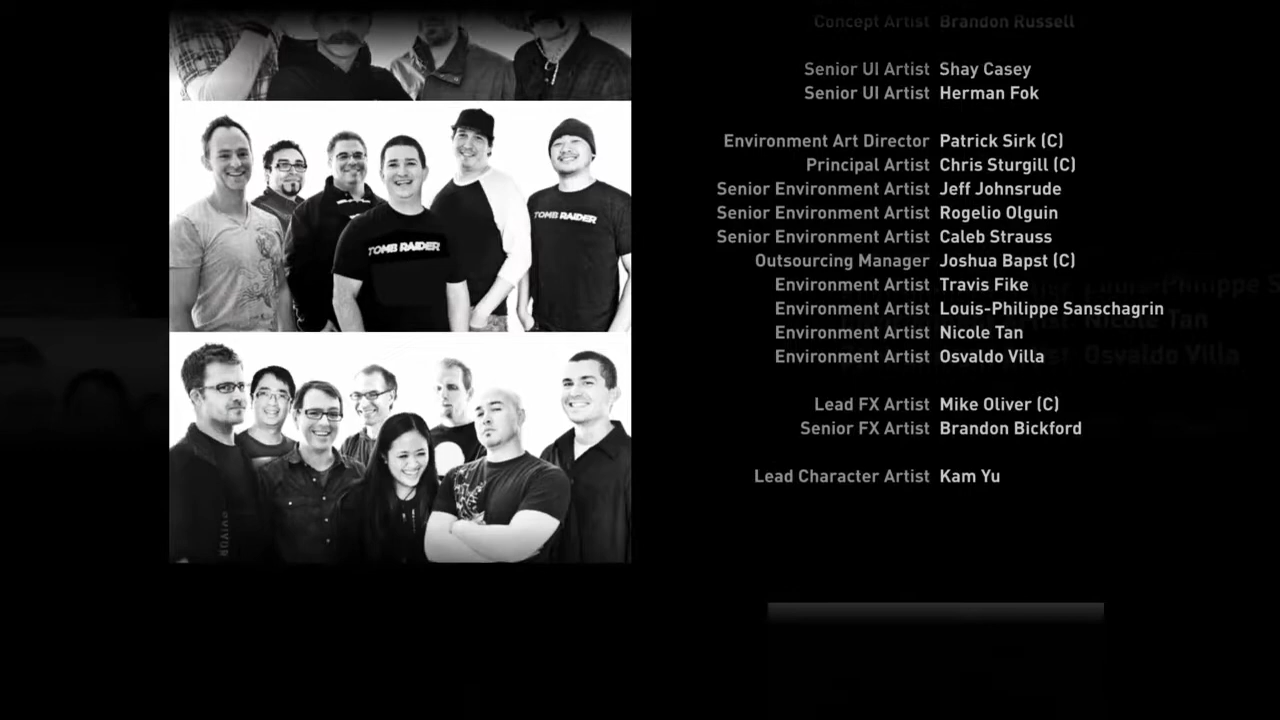 Concept Artist Brandon Russell
Senior UI Artist Shay Casey
Senior UI Artist Herman Fok
Environment Art Director Patrick Sirk (C)
Principal Artist Chris Sturgill (C)
Senior Environment Artist Jeff Johnsrude
Senior Environment Artist Rogelio Olguin
Senior Environment Artist Caleb Strauss
Outsourcing Manager Joshua Bapst (C)
Environment Artist Travis Fike
Environment Artist Louis-Philippe Sanschagrin
Environment Artist Nicole Tan
Environment Artist Osvaldo Villa
Lead FX Artist Mike Oliver (C)
Senior FX Artist Brandon Bickford
Lead Character Artist Kam Yu
TOMB RAIDER
TOMB RAIDER
Nicole Tan
Osvaldo Villa